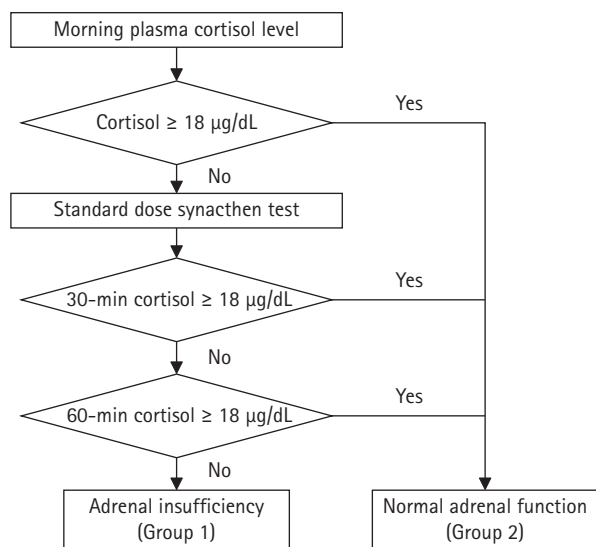 Morning plasma cortisol level
Cortisol ≥ 18 µg/dL
Yes
No
Standard dose synacthen test
30-min cortisol ≥ 18 µg/dL
Yes
No
60-min cortisol ≥ 18 µg/dL
Yes
No
Adrenal insufficiency
(Group 1)
Normal adrenal function
(Group 2)